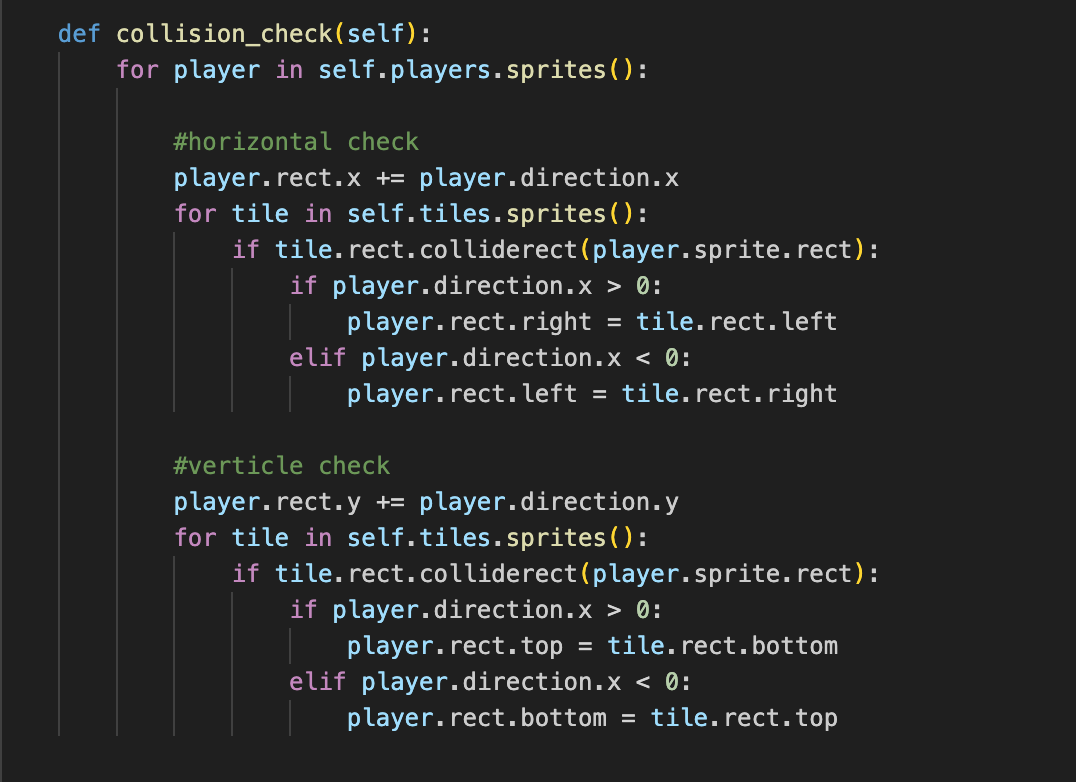 def collision_check(self):
    for player in self.players.sprites():

        #horizontal check
        player.rect.x += player.direction.x
        for tile in self.tiles.sprites():
            if tile.rect.colliderect(player.sprite.rect):
                if player.direction.x > 0:
                    player.rect.right = tile.rect.left
                elif player.direction.x < 0:
                    player.rect.left = tile.rect.right

        #verticle check
        player.rect.y += player.direction.y
        for tile in self.tiles.sprites():
            if tile.rect.colliderect(player.sprite.rect):
                if player.direction.x > 0:
                    player.rect.top = tile.rect.bottom
                elif player.direction.x < 0:
                    player.rect.bottom = tile.rect.top